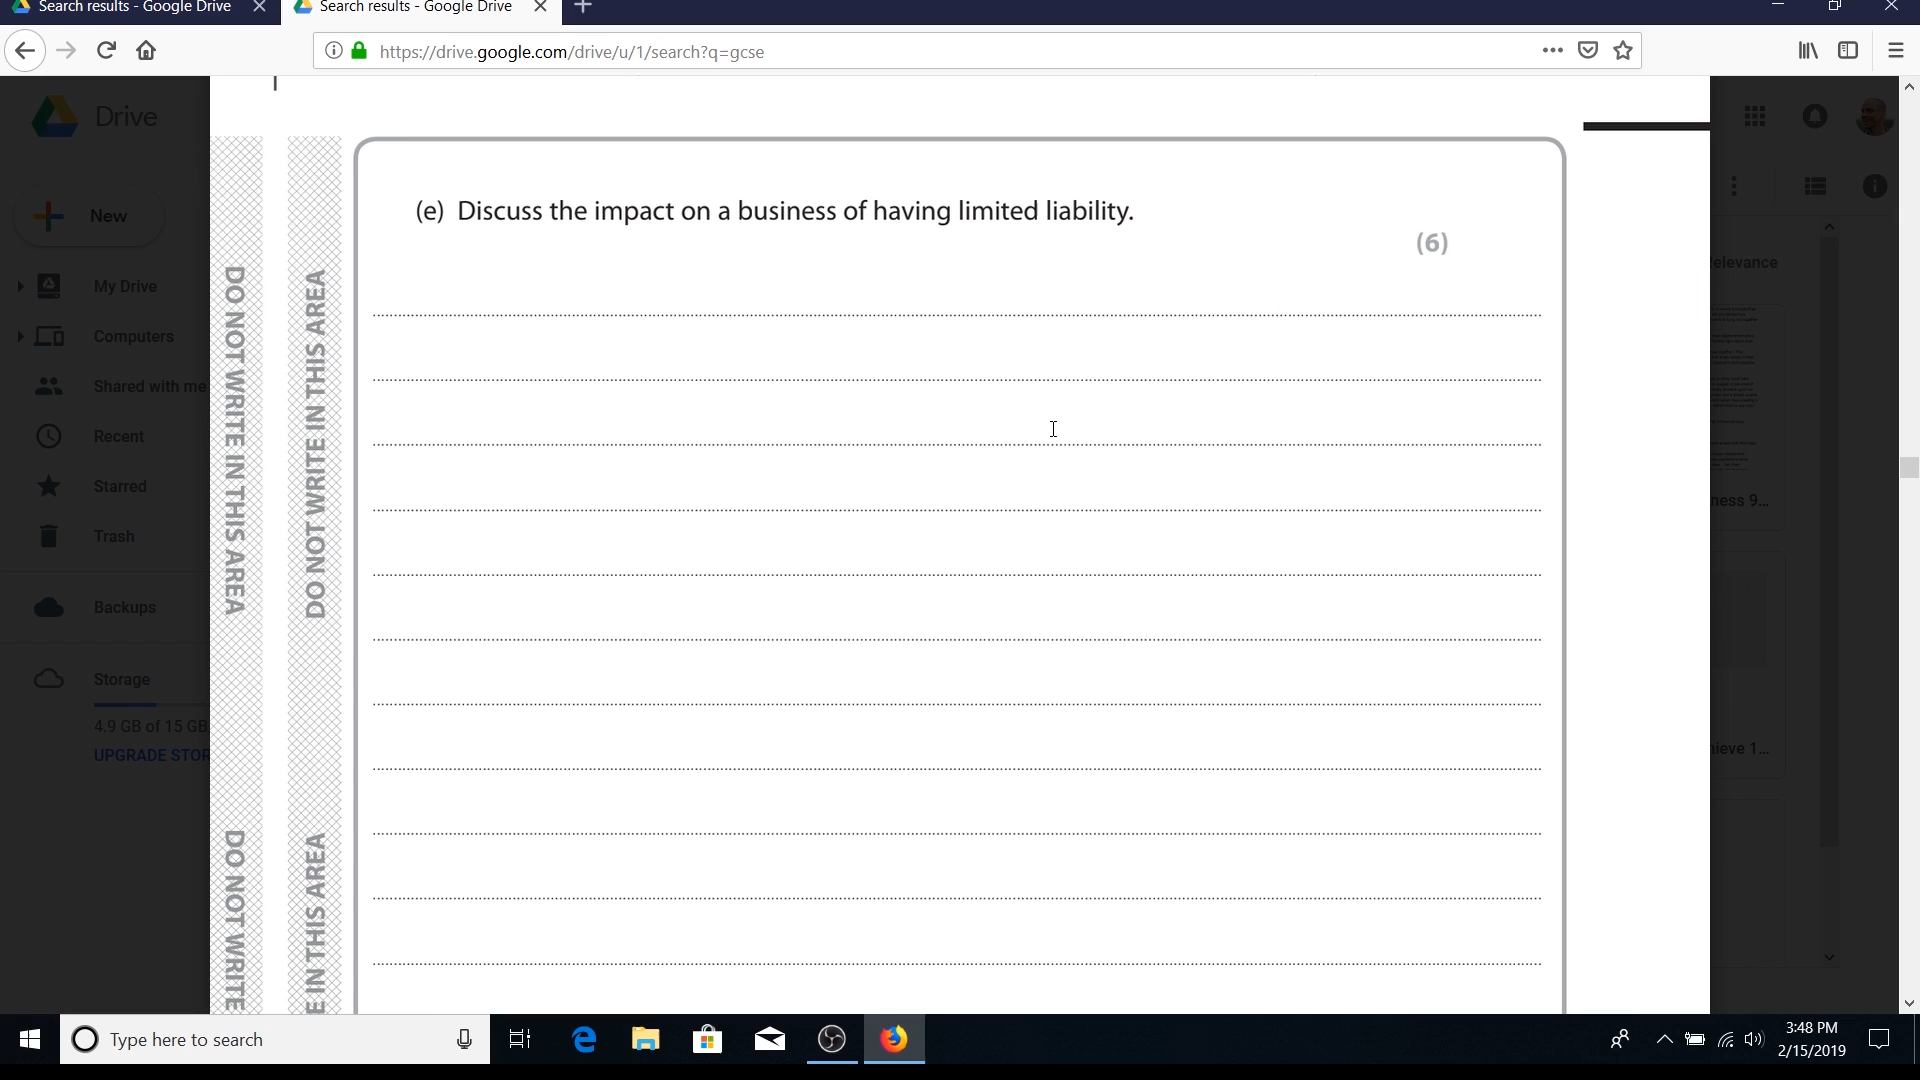 Search results - Google Drive
Search results - Google Drive
https://drive.google.com/drive/u/1/search?q=gcse
Drive
New
My Drive
Computers
Shared with me
Recent
Starred
Trash
Backups
Storage
4.9 GB of 15 GB
UPGRADE STOR
DO NOT WRITE IN THIS AREA
DO NOT WRITE IN THIS AREA
DO NOT WRITE
E IN THIS AREA
(e) Discuss the impact on a business of having limited liability.
(6)
elevance
ness 9...
hieve 1...
Type here to search
3:48 PM
2/15/2019